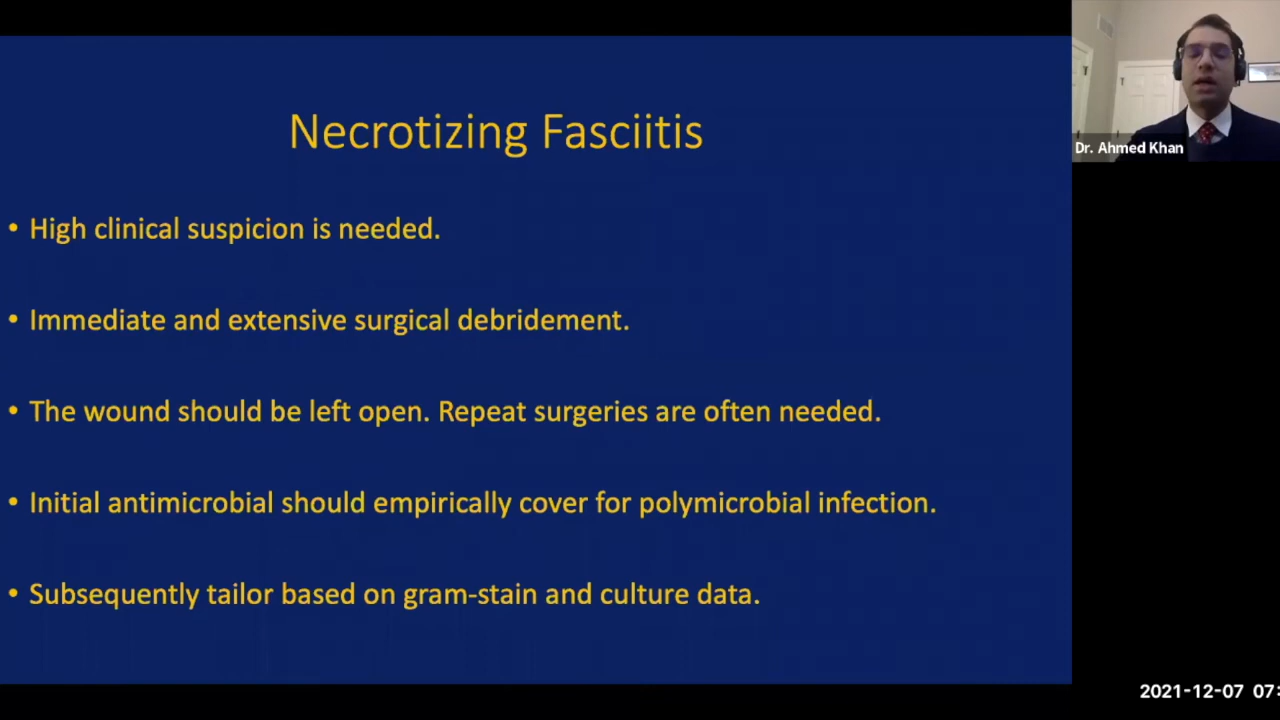 Necrotizing Fasciitis
• High clinical suspicion is needed.
• Immediate and extensive surgical debridement.
• The wound should be left open. Repeat surgeries are often needed.
• Initial antimicrobial should empirically cover for polymicrobial infection.
• Subsequently tailor based on gram-stain and culture data.
Dr. Ahmed Khan
2021-12-07 07: